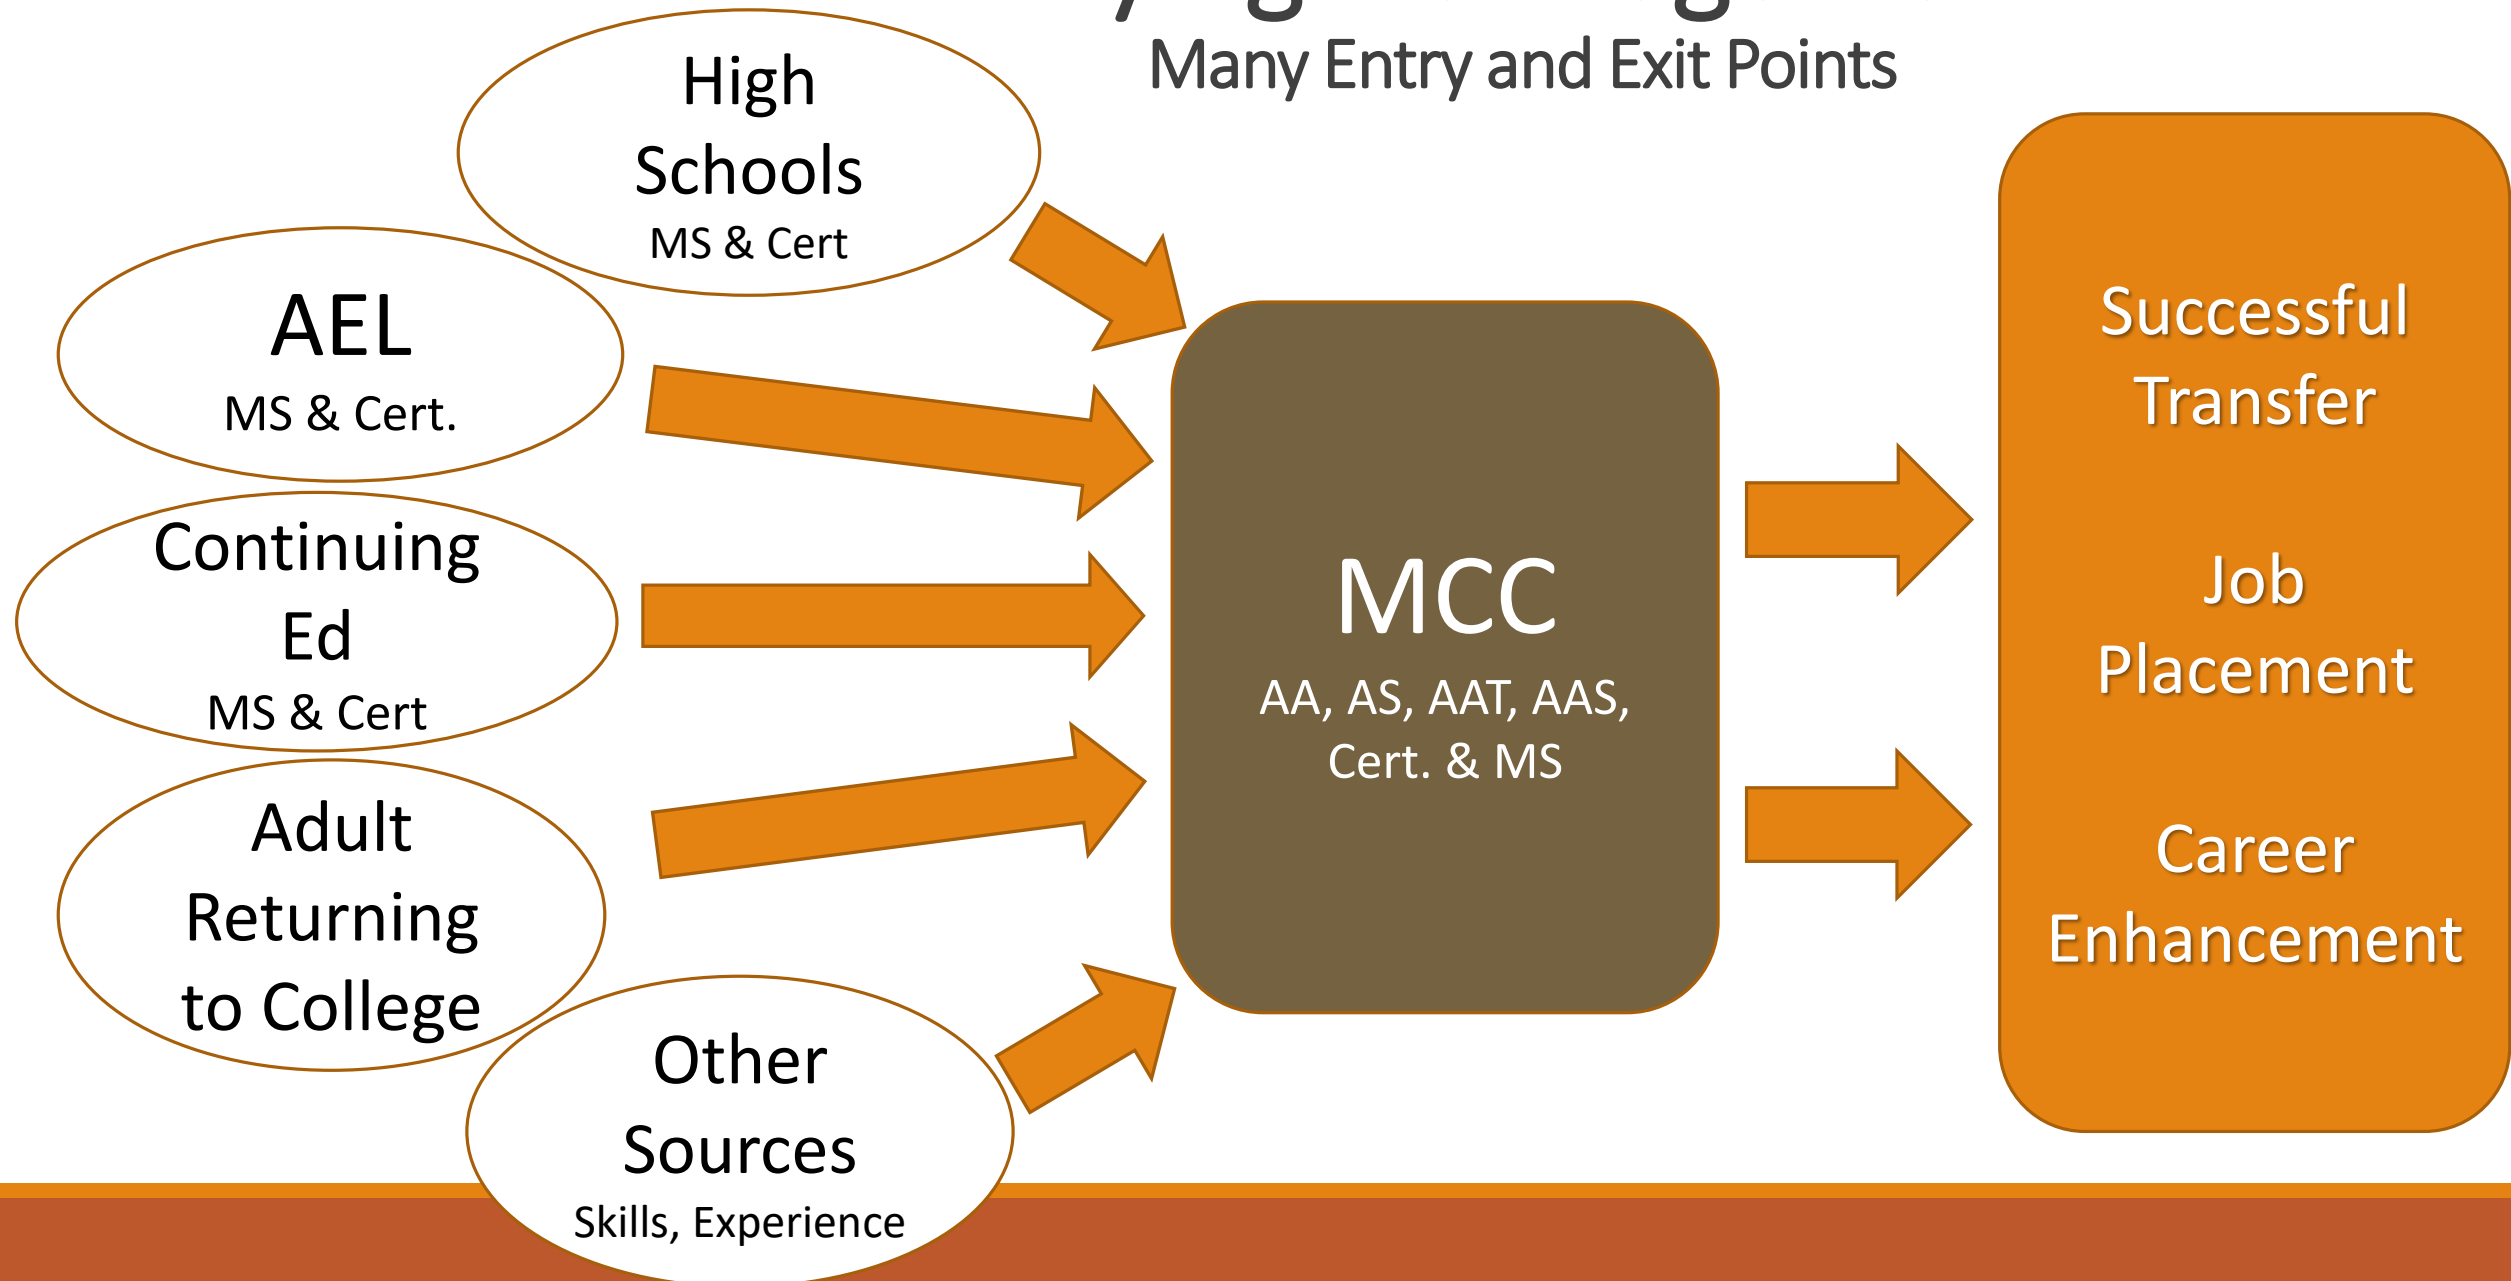 Many Entry and Exit Points
High
Schools
MS & Cert
AEL
MS & Cert.
Continuing
Ed
MS & Cert
Adult
Returning
to College
Other
Sources
Skills, Experience
MCC
AA, AS, AAT, AAS,
Cert. & MS
Successful
Transfer
Job
Placement
Career
Enhancement